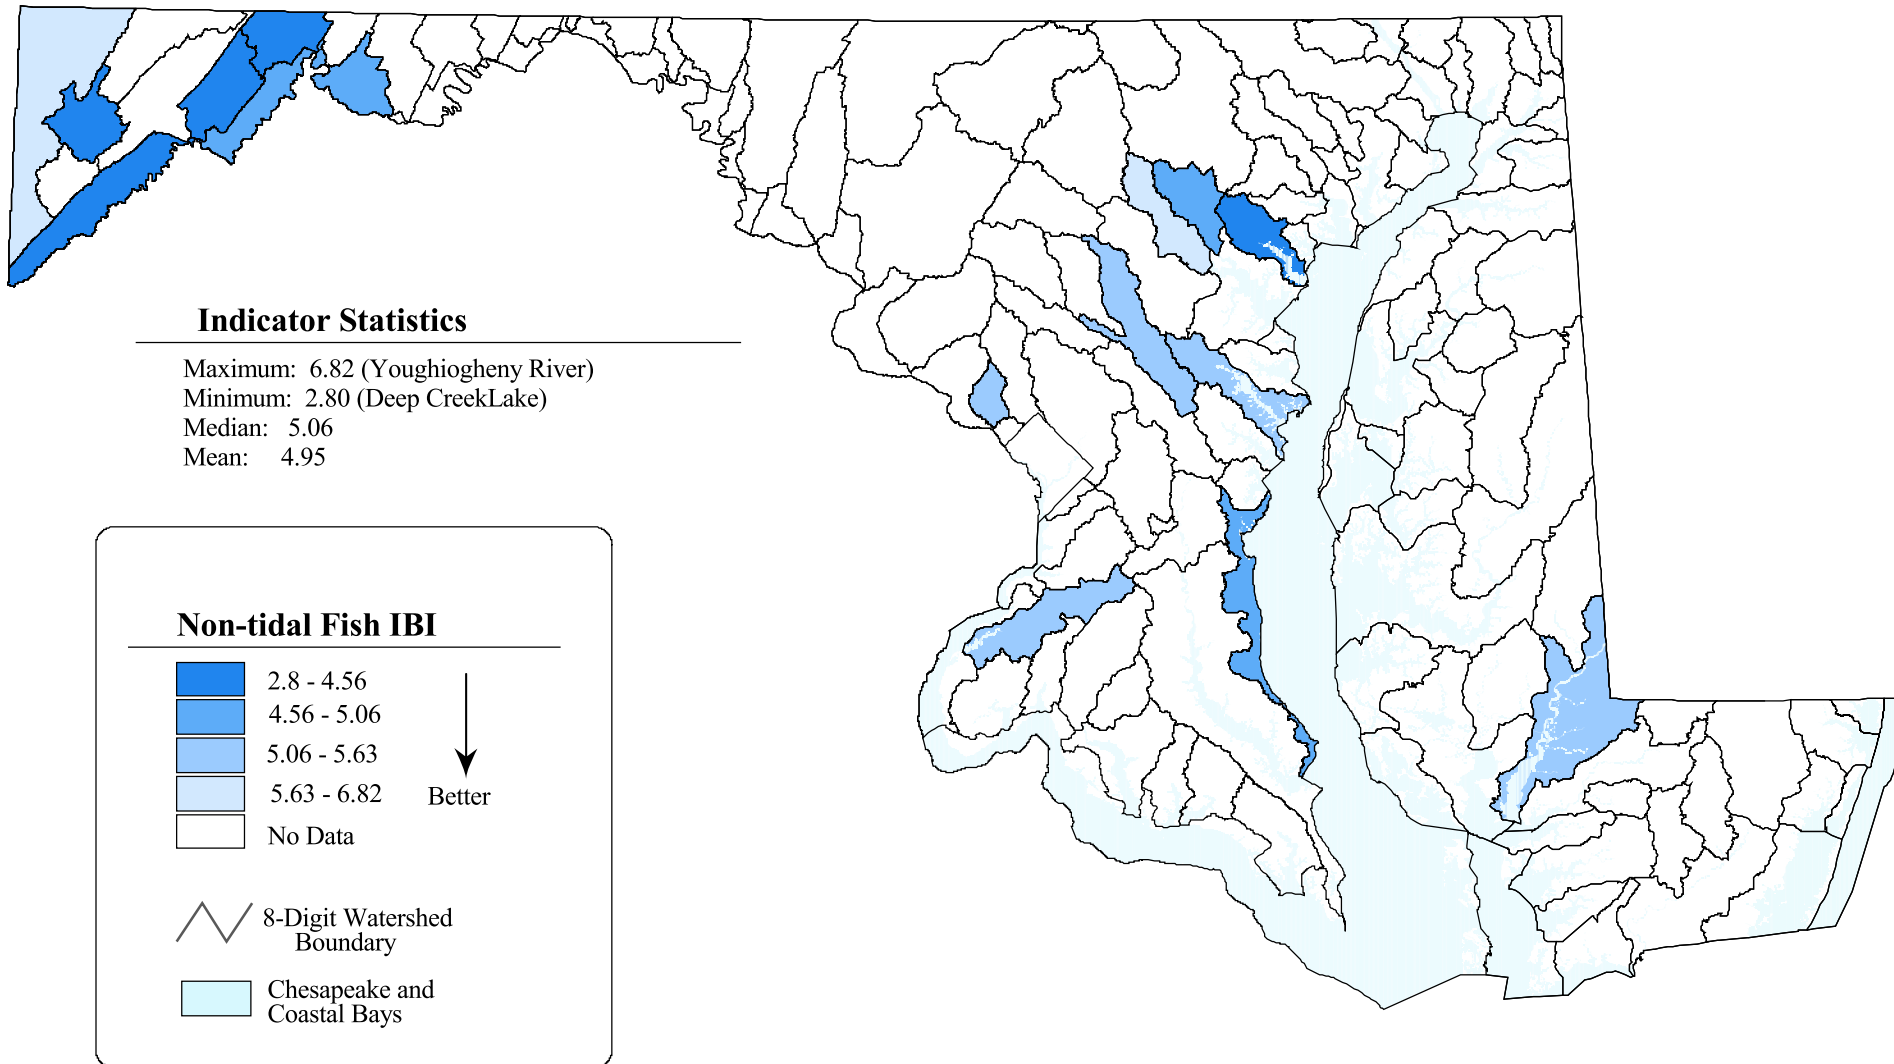 Indicator Statistics
Maximum: 6.82 (Youghiogheny River)
Minimum: 2.80 (Deep CreekLake)
Median: 5.06
Mean: 4.95
Non-tidal Fish IBI
2.8 - 4.56
4.56 - 5.06
5.06 - 5.63
5.63 - 6.82
Better
No Data
8-Digit Watershed
Boundary
Chesapeake and
Coastal Bays